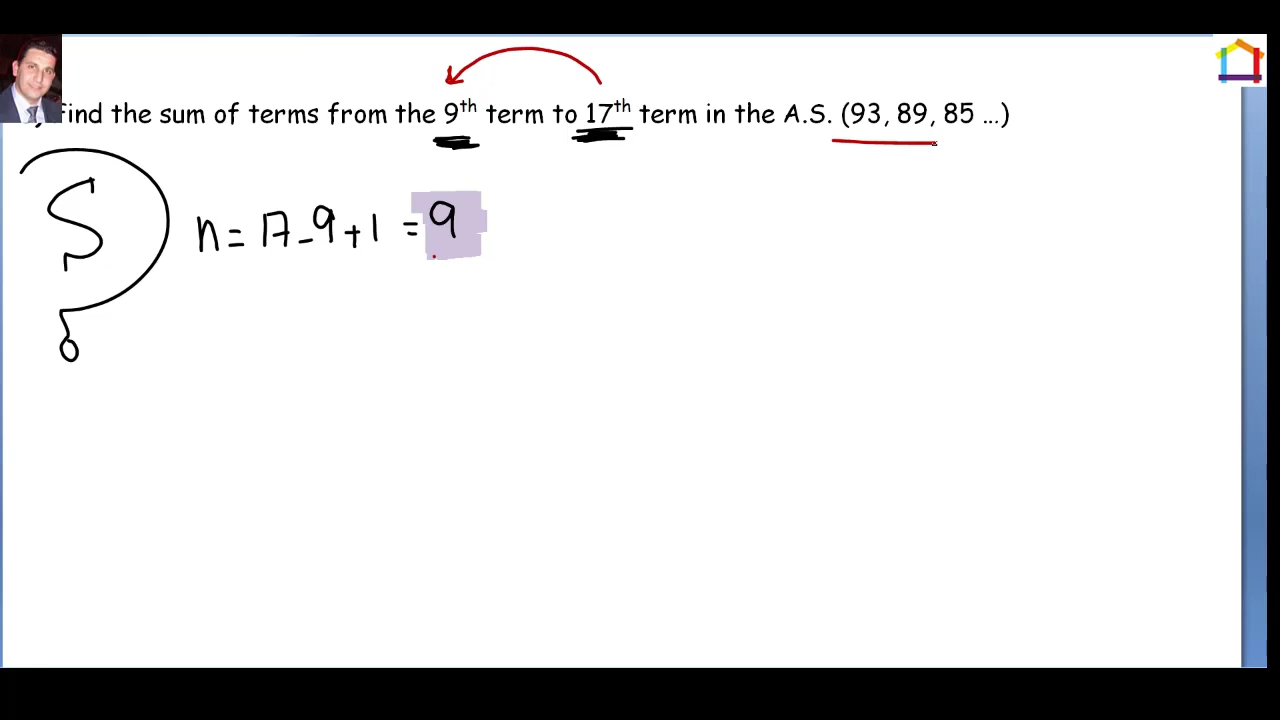 find the sum of terms from the 9th term to 17th term in the A.S. (93, 89, 85 ...)
S
n = 17 - 9 + 1 = 9